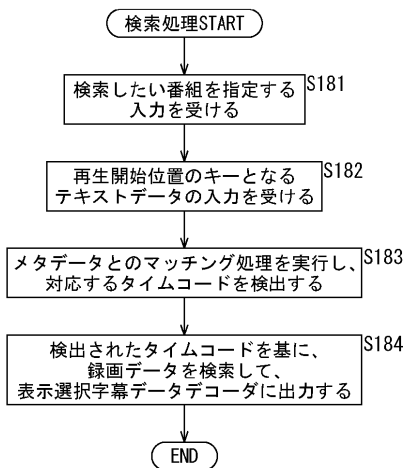 検索処理START
検索したい番組を指定する
入力を受ける
S181
再生開始位置のキーとなる
テキストデータの入力を受ける
S182
メタデータとのマッチング処理を実行し、
対応するタイムコードを検出する
S183
検出されたタイムコードを基に、
録画データを検索して、
表示選択字幕データデコーダに出力する
S184
END